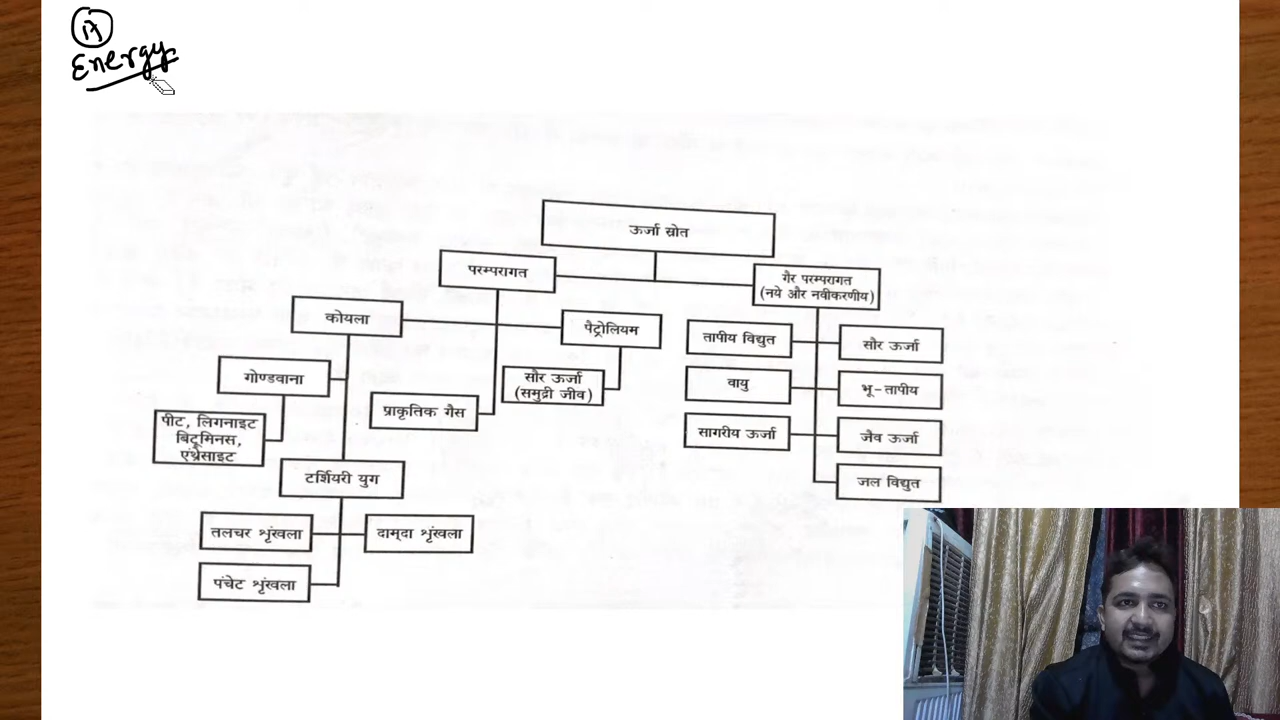 Energy
ऊर्जा स्रोत
परम्परागत
गैर परम्परागत
(नये और नवीकरणीय)
कोयला
पैट्रोलियम
तापीय विद्युत
सौर ऊर्जा
गोण्डवाना
सौर ऊर्जा
(समुद्री जीव)
वायु
भू-तापीय
प्राकृतिक गैस
पीट, लिगनाइट
बिटूमिनस,
एंथ्रेसाइट
सागरीय ऊर्जा
जैव ऊर्जा
टर्शियरी युग
जल विद्युत
तलचर शृंखला
दामूदा शृंखला
पंचेट शृंखला